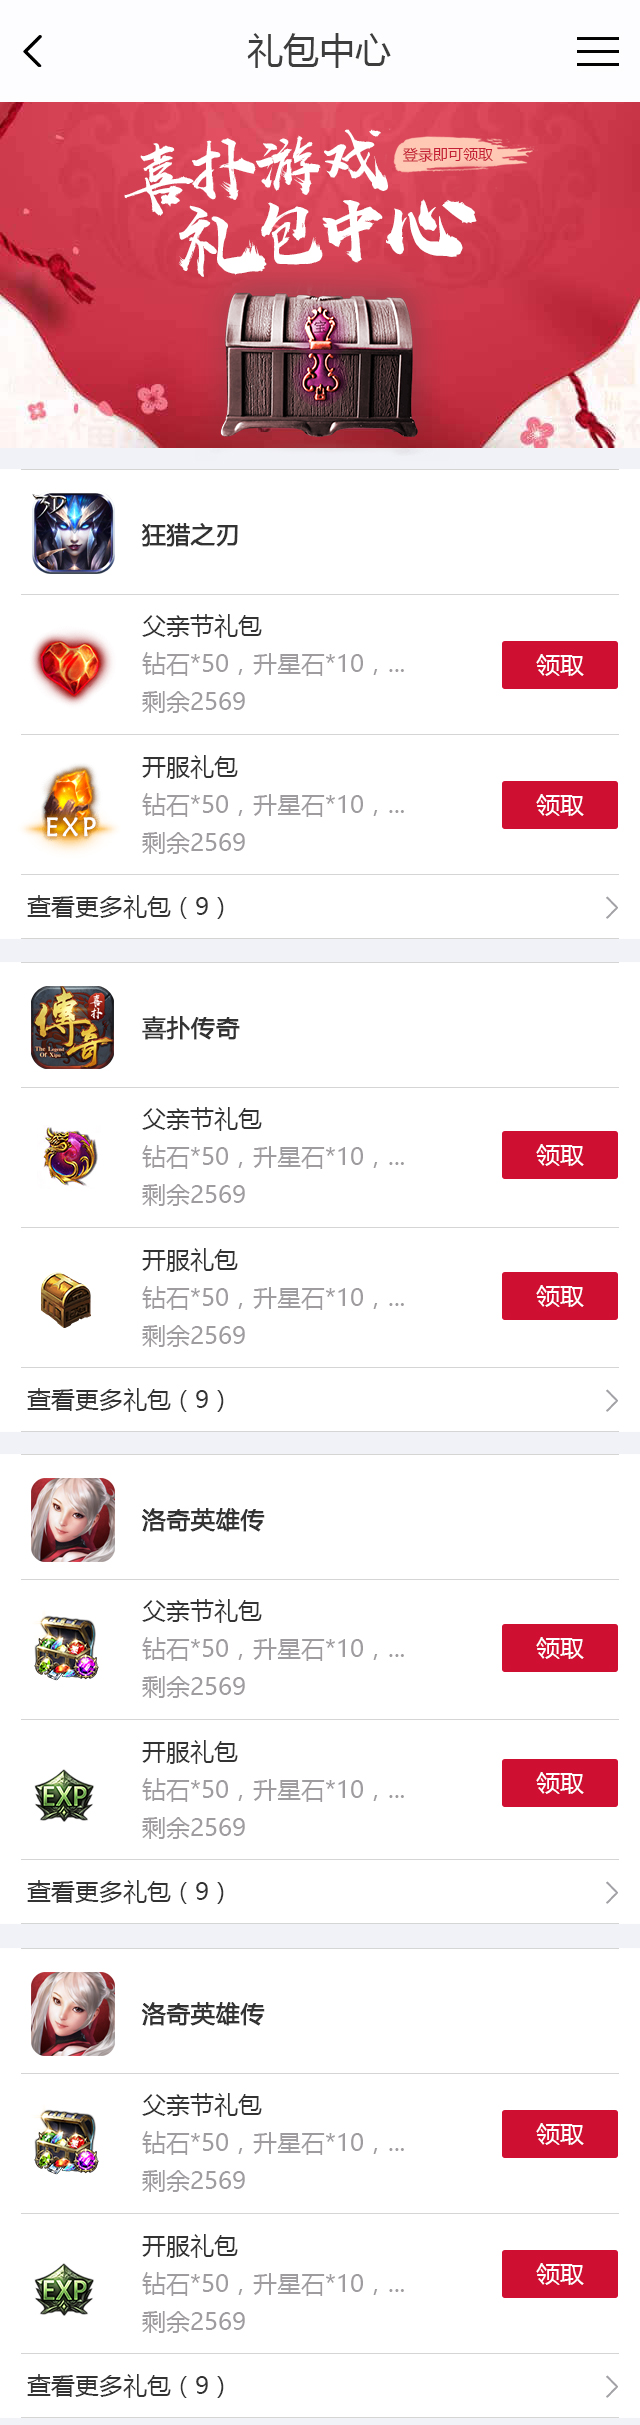 礼包中心
喜扑游戏
登录即可领取
礼包中心
3D
狂猎之刃
父亲节礼包
钻石*50，升星石*10，...
领取
剩余2569
EXP
开服礼包
钻石*50，升星石*10，...
领取
剩余2569
查看更多礼包（9）
喜扑
傳奇
The Legend
Of Xipu
喜扑传奇
父亲节礼包
钻石*50，升星石*10，...
领取
剩余2569
开服礼包
钻石*50，升星石*10，...
领取
剩余2569
查看更多礼包（9）
洛奇英雄传
父亲节礼包
钻石*50，升星石*10，...
领取
剩余2569
EXP
开服礼包
钻石*50，升星石*10，...
领取
剩余2569
查看更多礼包（9）
洛奇英雄传
父亲节礼包
钻石*50，升星石*10，...
领取
剩余2569
EXP
开服礼包
钻石*50，升星石*10，...
领取
剩余2569
查看更多礼包（9）